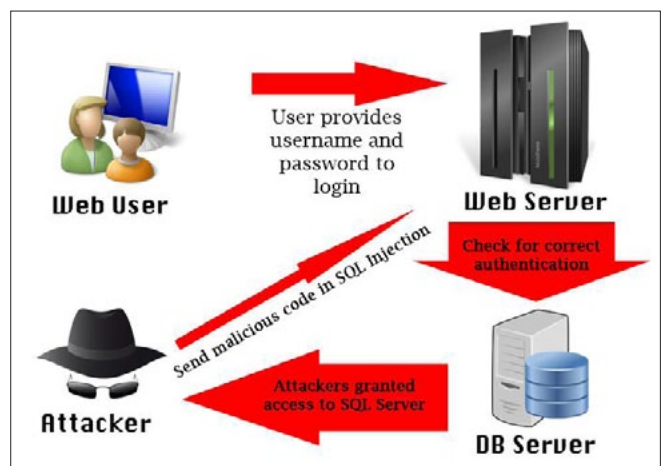 User provides
username and
password to
login
Web User
Web Server
Send malicious code in SQL Injection
Check for correct
authentication
Attackers granted
access to SQL Server
Attacker
DB Server